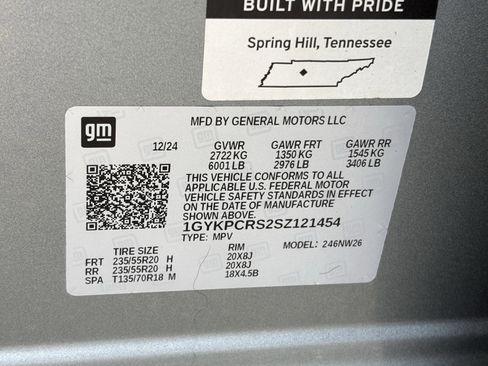 BUILT WITH PRIDE
Spring Hill, Tennessee
gm
MFD BY GENERAL MOTORS LLC
12/24 GVWR GAWR FRT GAWR RR
2722 KG 1350 KG 1545 KG
6001 LB 2976 LB 3406 LB
THIS VEHICLE CONFORMS TO ALL
APPLICABLE U.S. FEDERAL MOTOR
VEHICLE SAFETY STANDARDS IN EFFECT
ON THE DATE OF MANUFACTURE
SHOWN ABOVE.
1GYKPCRS2SZ121454
TYPE: MPV MODEL: 246NW26
TIRE SIZE RIM
FRT 235/55R20 H 20X8J
RR 235/55R20 H 20X8J
SPA T135/70R18 M 18X4.5B